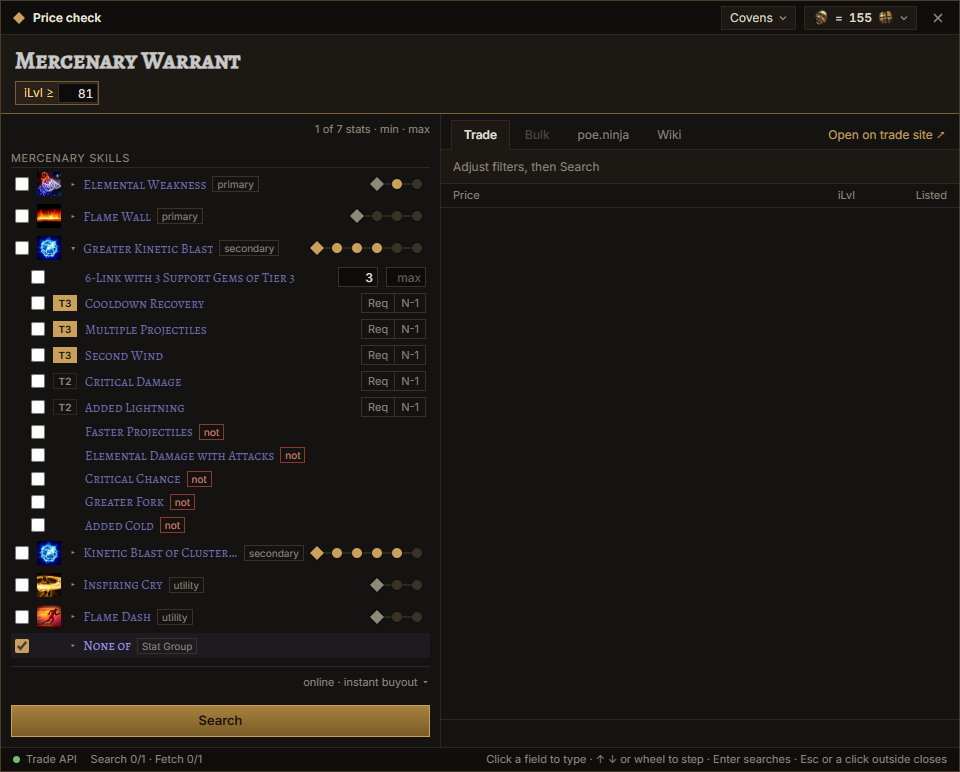 Price check
Covens
= 155
Mercenary Warrant
iLvl ≥ 81
1 of 7 stats · min · max
MERCENARY SKILLS
Elemental Weakness primary
Flame Wall primary
Greater Kinetic Blast secondary
6-Link with 3 Support Gems of Tier 3 3 max
T3 Cooldown Recovery Req N-1
T3 Multiple Projectiles Req N-1
T3 Second Wind Req N-1
T2 Critical Damage Req N-1
T2 Added Lightning Req N-1
Faster Projectiles not
Elemental Damage with Attacks not
Critical Chance not
Greater Fork not
Added Cold not
Kinetic Blast of Cluster... secondary
Inspiring Cry utility
Flame Dash utility
None of Stat Group
online · instant buyout
Search
Trade Bulk poe.ninja Wiki Open on trade site ↗
Adjust filters, then Search
Price iLvl Listed
Trade API Search 0/1 · Fetch 0/1
Click a field to type · ↑ ↓ or wheel to step · Enter searches · Esc or a click outside closes